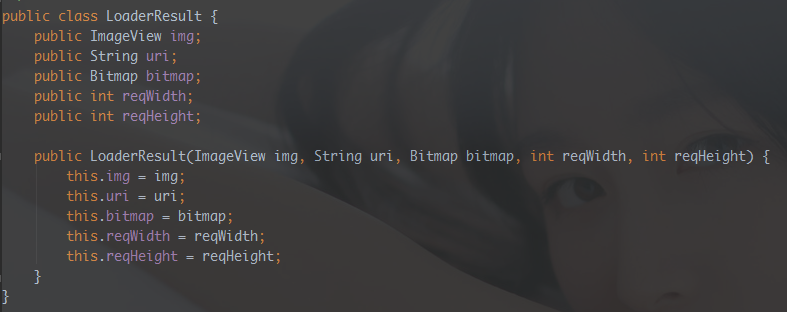 public class LoaderResult {
    public ImageView img;
    public String uri;
    public Bitmap bitmap;
    public int reqWidth;
    public int reqHeight;

    public LoaderResult(ImageView img, String uri, Bitmap bitmap, int reqWidth, int reqHeight) {
        this.img = img;
        this.uri = uri;
        this.bitmap = bitmap;
        this.reqWidth = reqWidth;
        this.reqHeight = reqHeight;
    }
}